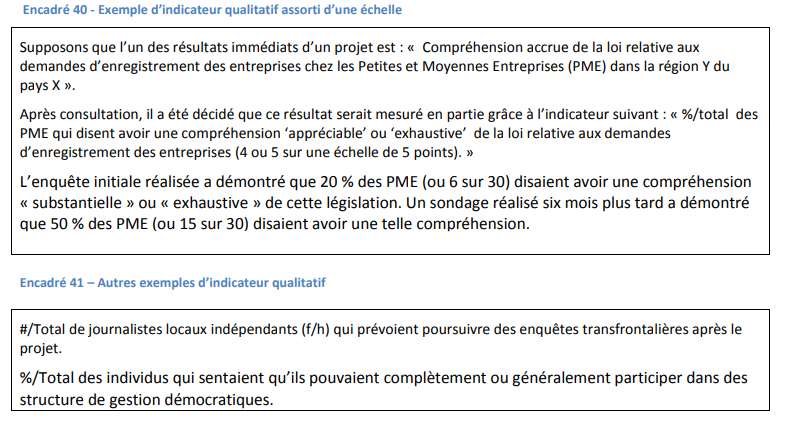 Encadré 40 - Exemple d’indicateur qualitatif assorti d’une échelle
Supposons que l’un des résultats immédiats d’un projet est : « Compréhension accrue de la loi relative aux
demandes d’enregistrement des entreprises chez les Petites et Moyennes Entreprises (PME) dans la région Y du
pays X ».
Après consultation, il a été décidé que ce résultat serait mesuré en partie grâce à l’indicateur suivant : « %/total des
PME qui disent avoir une compréhension ‘appréciable’ ou ‘exhaustive’ de la loi relative aux demandes
d’enregistrement des entreprises (4 ou 5 sur une échelle de 5 points). »
L’enquête initiale réalisée a démontré que 20 % des PME (ou 6 sur 30) disaient avoir une compréhension
« substantielle » ou « exhaustive » de cette législation. Un sondage réalisé six mois plus tard a démontré
que 50 % des PME (ou 15 sur 30) disaient avoir une telle compréhension.
Encadré 41 – Autres exemples d’indicateur qualitatif
#/Total de journalistes locaux indépendants (f/h) qui prévoient poursuivre des enquêtes transfrontalières après le
projet.
%/Total des individus qui sentaient qu’ils pouvaient complètement ou généralement participer dans des
structure de gestion démocratiques.